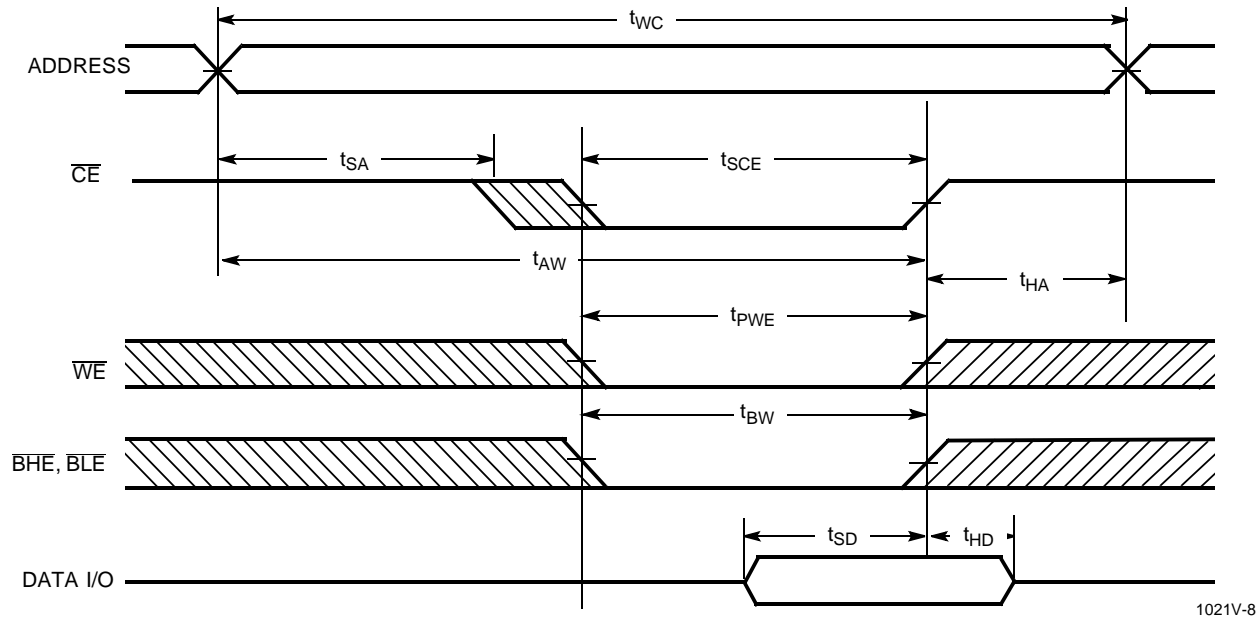 tWC
ADDRESS
tSA
tSCE
CE
tAW
tHA
tPWE
WE
tBW
BHE, BLE
tSD
tHD
DATA I/O
1021V-8